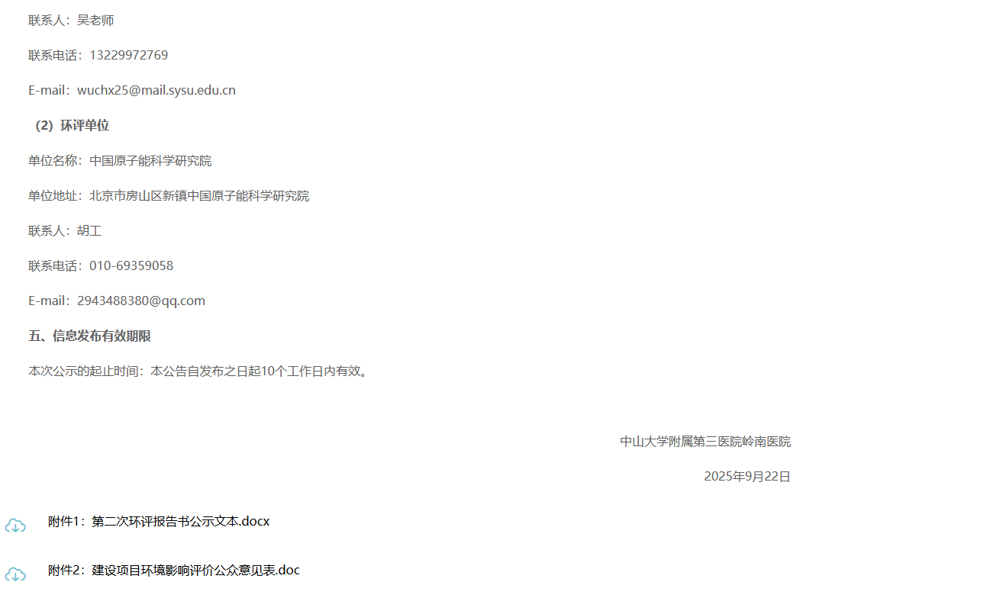 联系人：吴老师
联系电话：13229972769
E-mail：wuchx25@mail.sysu.edu.cn
（2）环评单位
单位名称：中国原子能科学研究院
单位地址：北京市房山区新镇中国原子能科学研究院
联系人：胡工
联系电话：010-69359058
E-mail：2943488380@qq.com
五、信息发布有效期限
本次公示的起止时间：本公告自发布之日起10个工作日内有效。
中山大学附属第三医院岭南医院
2025年9月22日
附件1：第二次环评报告书公示文本.docx
附件2：建设项目环境影响评价公众意见表.doc